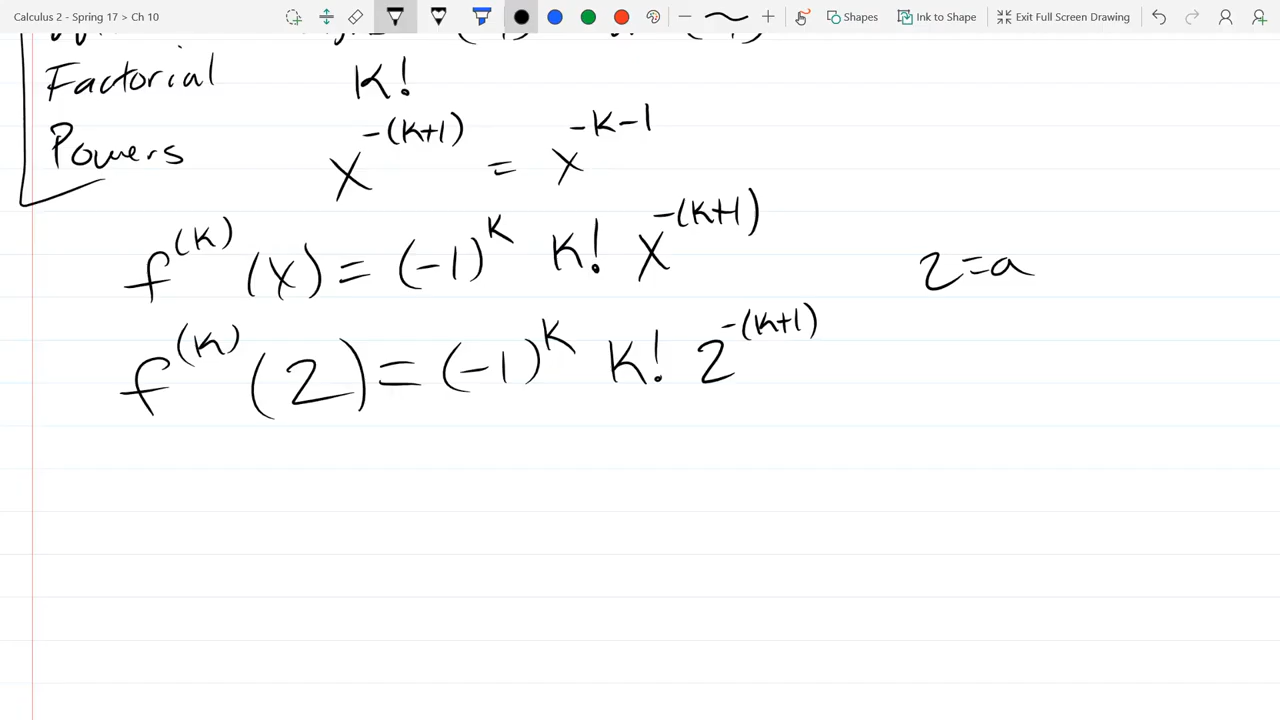 Calculus 2 - Spring 17 > Ch 10 Shapes Ink to Shape Exit Full Screen Drawing
Factorial K!
Powers X^-(K+1) = X^-K-1
f^(K) (X) = (-1)^K K! X^-(K+1)
2=a
f^(K) (2) = (-1)^K K! 2^-(K+1)